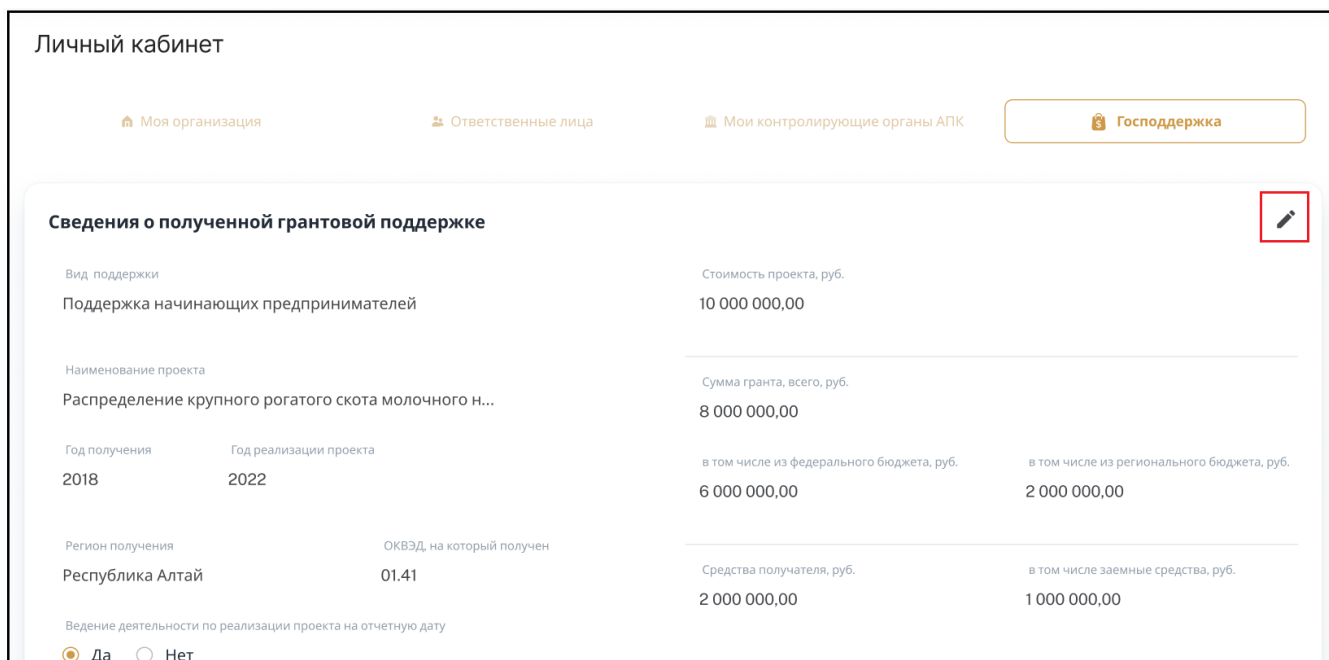 Личный кабинет
Моя организация
Ответственные лица
Мои контролирующие органы АПК
Господдержка
Сведения о полученной грантовой поддержке
Вид поддержки
Поддержка начинающих предпринимателей
Стоимость проекта, руб.
10 000 000,00
Наименование проекта
Распределение крупного рогатого скота молочного н...
Сумма гранта, всего, руб.
8 000 000,00
Год получения
Год реализации проекта
2018
2022
в том числе из федерального бюджета, руб.
в том числе из регионального бюджета, руб.
6 000 000,00
2 000 000,00
Регион получения
ОКВЭД, на который получен
Республика Алтай
01.41
Средства получателя, руб.
в том числе заемные средства, руб.
2 000 000,00
1 000 000,00
Ведение деятельности по реализации проекта на отчетную дату
Да
Нет